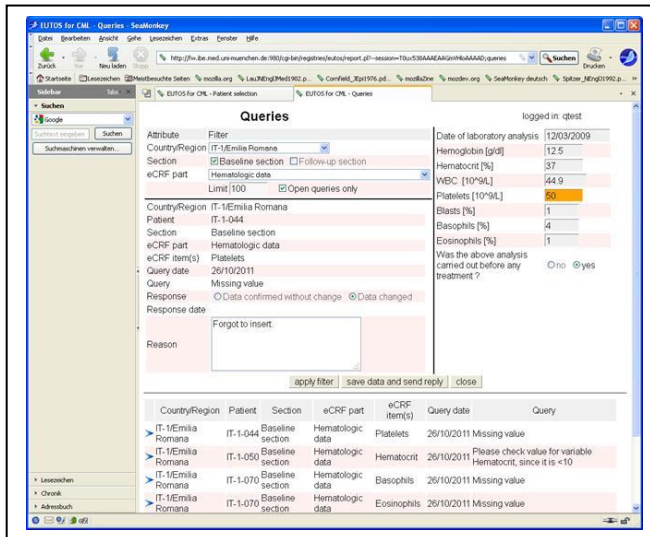 EUTOS for CML - Queries - SeaMonkey
Datei Bearbeiten Ansicht Gehe Lesezeichen Extras Fenster Hilfe
Zurück Vor Neu laden Stopp
Suchen Drucken
Startseite Lesezeichen Meistbesuchte Seiten mozilla.org LauJNEnglJMed1982.p... Cornfield_JEpi1976.pd... mozillaZine mozdev.org SeaMonkey deutsch Spitzer_NEngJ1992.p...
Sidebar Tabs
EUTOS for CML - Patient selection EUTOS for CML - Queries
Suchen
Google
Suchtext eingeben Suchen
Suchmaschinen verwalten...
Queries
logged in: qtest
Attribute Filter
Country/Region IT-1/Emilia Romana
Section Baseline section Follow-up section
eCRF part Hematologic data
Limit 100 Open queries only
Country/Region IT-1/Emilia Romana
Patient IT-1-044
Section Baseline section
eCRF part Hematologic data
eCRF item(s) Platelets
Query date 26/10/2011
Query Missing value
Response Data confirmed without change Data changed
Response date
Reason Forgot to insert.
Date of laboratory analysis 12/03/2009
Hemoglobin [g/dl] 12.5
Hematocrit [%] 37
WBC [10^9/L] 44.9
Platelets [10^9/L] 50
Blasts [%] 1
Basophils [%] 4
Eosinophils [%] 1
Was the above analysis
carried out before any
treatment ? no yes
apply filter save data and send reply close
Country/Region Patient Section eCRF part eCRF item(s) Query date Query
IT-1/Emilia Romana IT-1-044 Baseline section Hematologic data Platelets 26/10/2011 Missing value
IT-1/Emilia Romana IT-1-050 Baseline section Hematologic data Hematocrit 26/10/2011 Please check value for variable Hematocrit, since it is <10
IT-1/Emilia Romana IT-1-070 Baseline section Hematologic data Basophils 26/10/2011 Missing value
IT-1/Emilia Romana IT-1-070 Baseline section Hematologic data Eosinophils 26/10/2011 Missing value
Lesezeichen
Chronik
Adressbuch